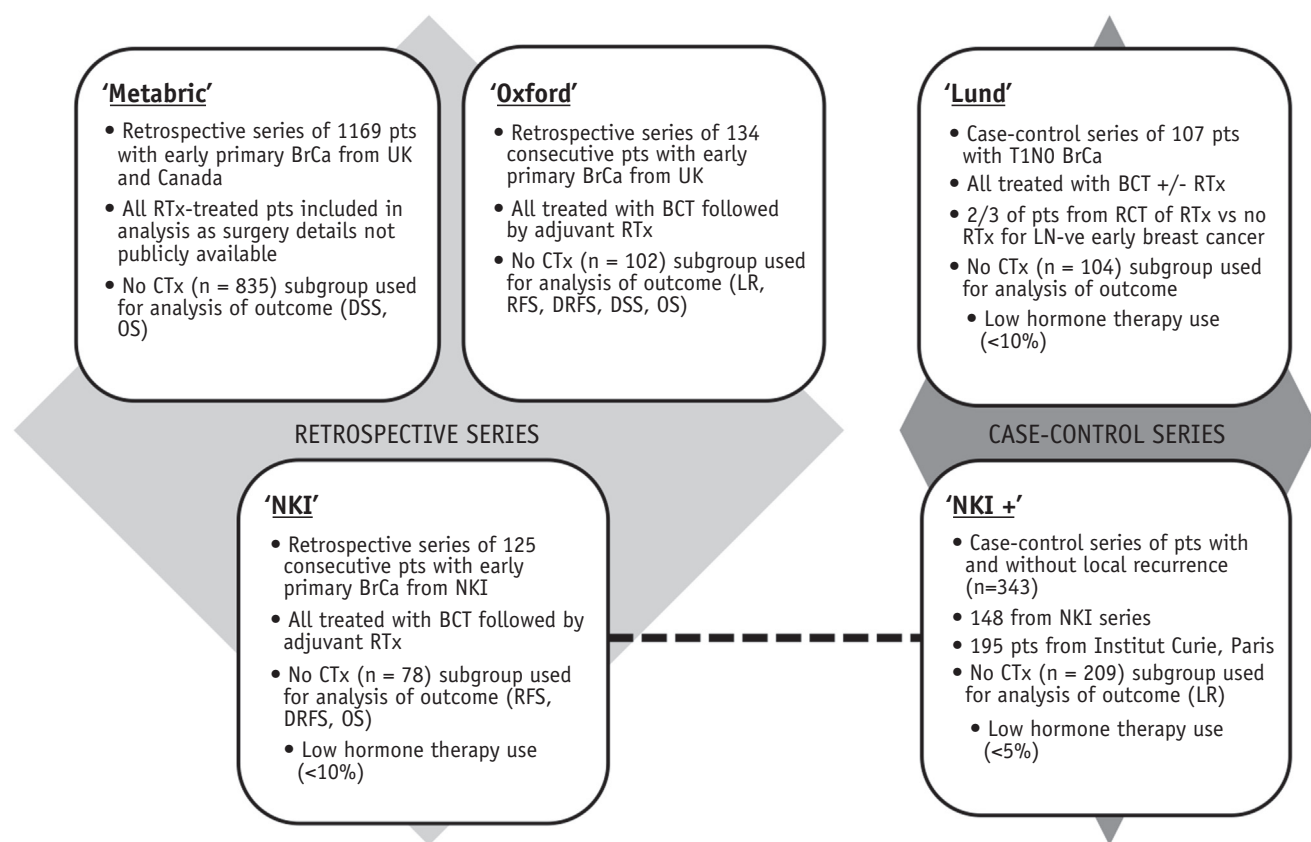 ‘Metabric’
• Retrospective series of 1169 pts
with early primary BrCa from UK
and Canada
• All RTx-treated pts included in
analysis as surgery details not
publicly available
• No CTx (n = 835) subgroup used
for analysis of outcome (DSS,
OS)
‘Oxford’
• Retrospective series of 134
consecutive pts with early
primary BrCa from UK
• All treated with BCT followed
by adjuvant RTx
• No CTx (n = 102) subgroup used
for analysis of outcome (LR,
RFS, DRFS, DSS, OS)
‘Lund’
• Case-control series of 107 pts
with T1N0 BrCa
• All treated with BCT +/- RTx
• 2/3 of pts from RCT of RTx vs no
RTx for LN-ve early breast cancer
• No CTx (n = 104) subgroup used
for analysis of outcome
• Low hormone therapy use
(<10%)
RETROSPECTIVE SERIES
CASE-CONTROL SERIES
‘NKI’
• Retrospective series of 125
consecutive pts with early
primary BrCa from NKI
• All treated with BCT followed by
adjuvant RTx
• No CTx (n = 78) subgroup used
for analysis of outcome (RFS,
DRFS, OS)
• Low hormone therapy use
(<10%)
‘NKI +’
• Case-control series of pts with
and without local recurrence
(n=343)
• 148 from NKI series
• 195 pts from Institut Curie, Paris
• No CTx (n = 209) subgroup used
for analysis of outcome (LR)
• Low hormone therapy use
(<5%)